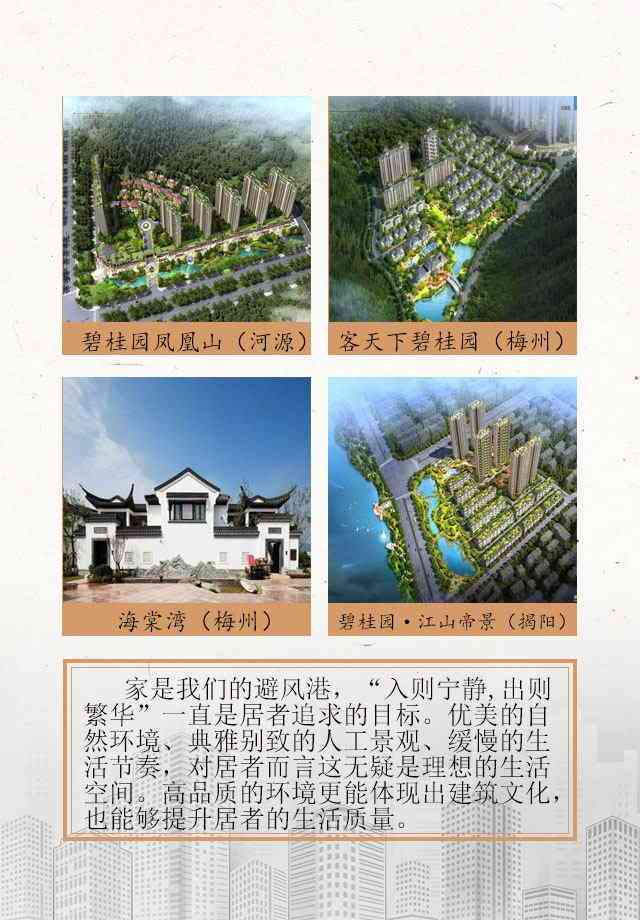 碧桂园凤凰山（河源）
客天下碧桂园（梅州）
海棠湾（梅州）
碧桂园·江山帝景（揭阳）
家是我们的避风港，“入则宁静,出则
繁华”一直是居者追求的目标。优美的自
然环境、典雅别致的人工景观、缓慢的生
活节奏，对居者而言这无疑是理想的生活
空间。高品质的环境更能体现出建筑文化，
也能够提升居者的生活质量。